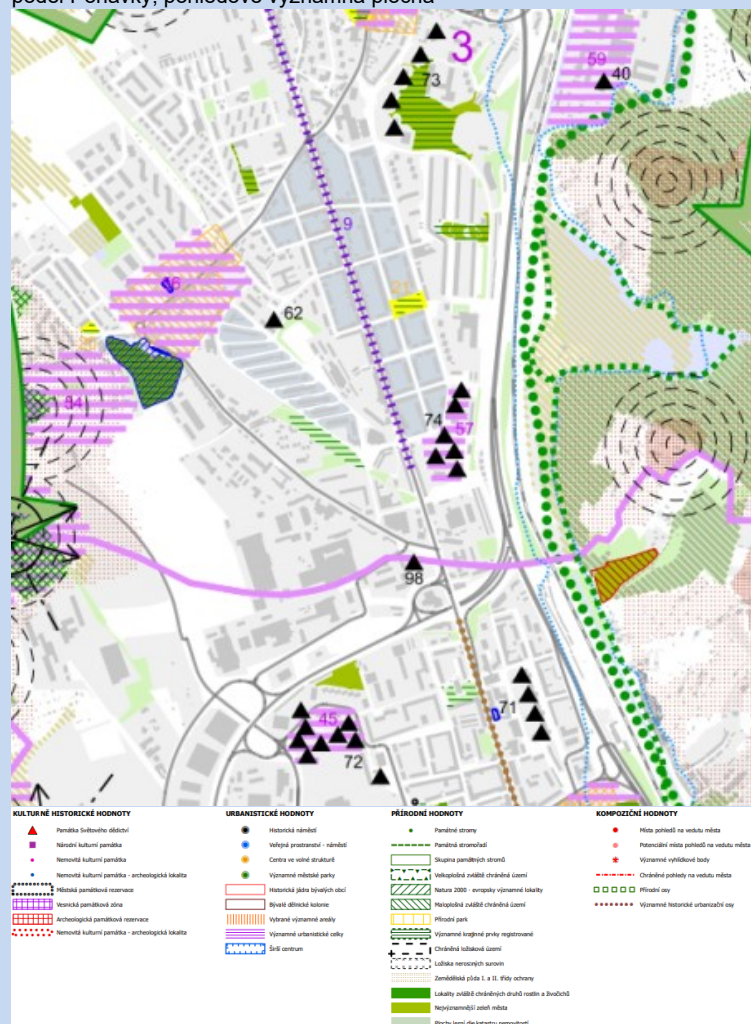 podél Ponávky, pohledově významná plocha
3
59
40
73
9
62
21
74
57
98
71
45
72
KULTURNĚ HISTORICKÉ HODNOTY
Památka Světového dědictví
Národní kulturní památka
Nemovitá kulturní památka
Nemovitá kulturní památka - archeologická lokalita
Městská památková rezervace
Vesnická památková zóna
Archeologická památková rezervace
Nemovitá kulturní památka - archeologická lokalita
URBANISTICKÉ HODNOTY
Historická náměstí
Veřejná prostranství - náměstí
Centra ve volné struktuře
Významné městské parky
Historická jádra bývalých obcí
Bývalé dělnické kolonie
Vybrané významné areály
Významné urbanistické celky
Širší centrum
PŘÍRODNÍ HODNOTY
Památné stromy
Památná stromořadí
Skupina památných stromů
Velkoplošná zvláště chráněná území
Natura 2000 - evropsky významné lokality
Maloplošná zvláště chráněná území
Přírodní park
Významné krajinné prvky registrované
Chráněná ložisková území
Ložiska nerostných surovin
Zemědělská půda I. a II. třídy ochrany
Lokality zvláště chráněných druhů rostlin a živočichů
Nejvýznamnější zeleň města
Plochy lesní dle katastru nemovitostí
KOMPOZIČNÍ HODNOTY
Místa pohledů na vedutu města
Potenciální místa pohledů na vedutu města
Významné vyhlídkové body
Chráněné pohledy na vedutu města
Přírodní osy
Významné historické urbanizační osy